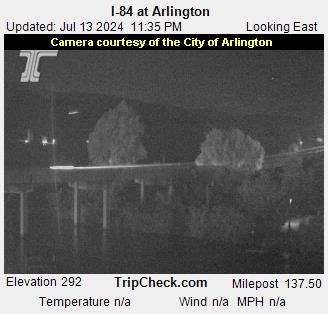 I-84 at Arlington
Updated: Jul 13 2024 11:35 PM Looking East
Camera courtesy of the City of Arlington
Elevation 292 TripCheck.com Milepost 137.50
Temperature n/a Wind n/a MPH n/a